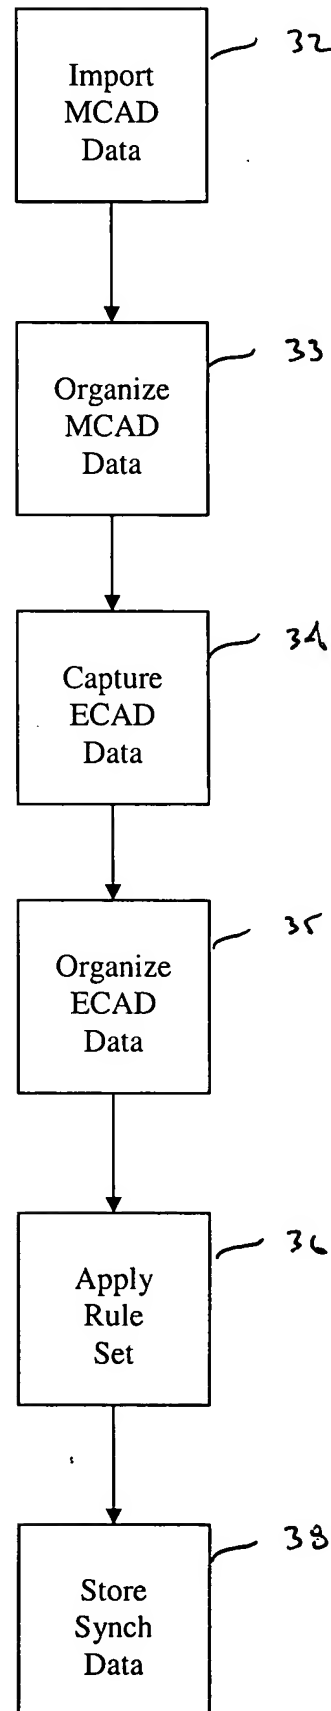 Import
MCAD
Data
32
Organize
MCAD
Data
33
Capture
ECAD
Data
34
Organize
ECAD
Data
35
Apply
Rule
Set
36
Store
Synch
Data
38